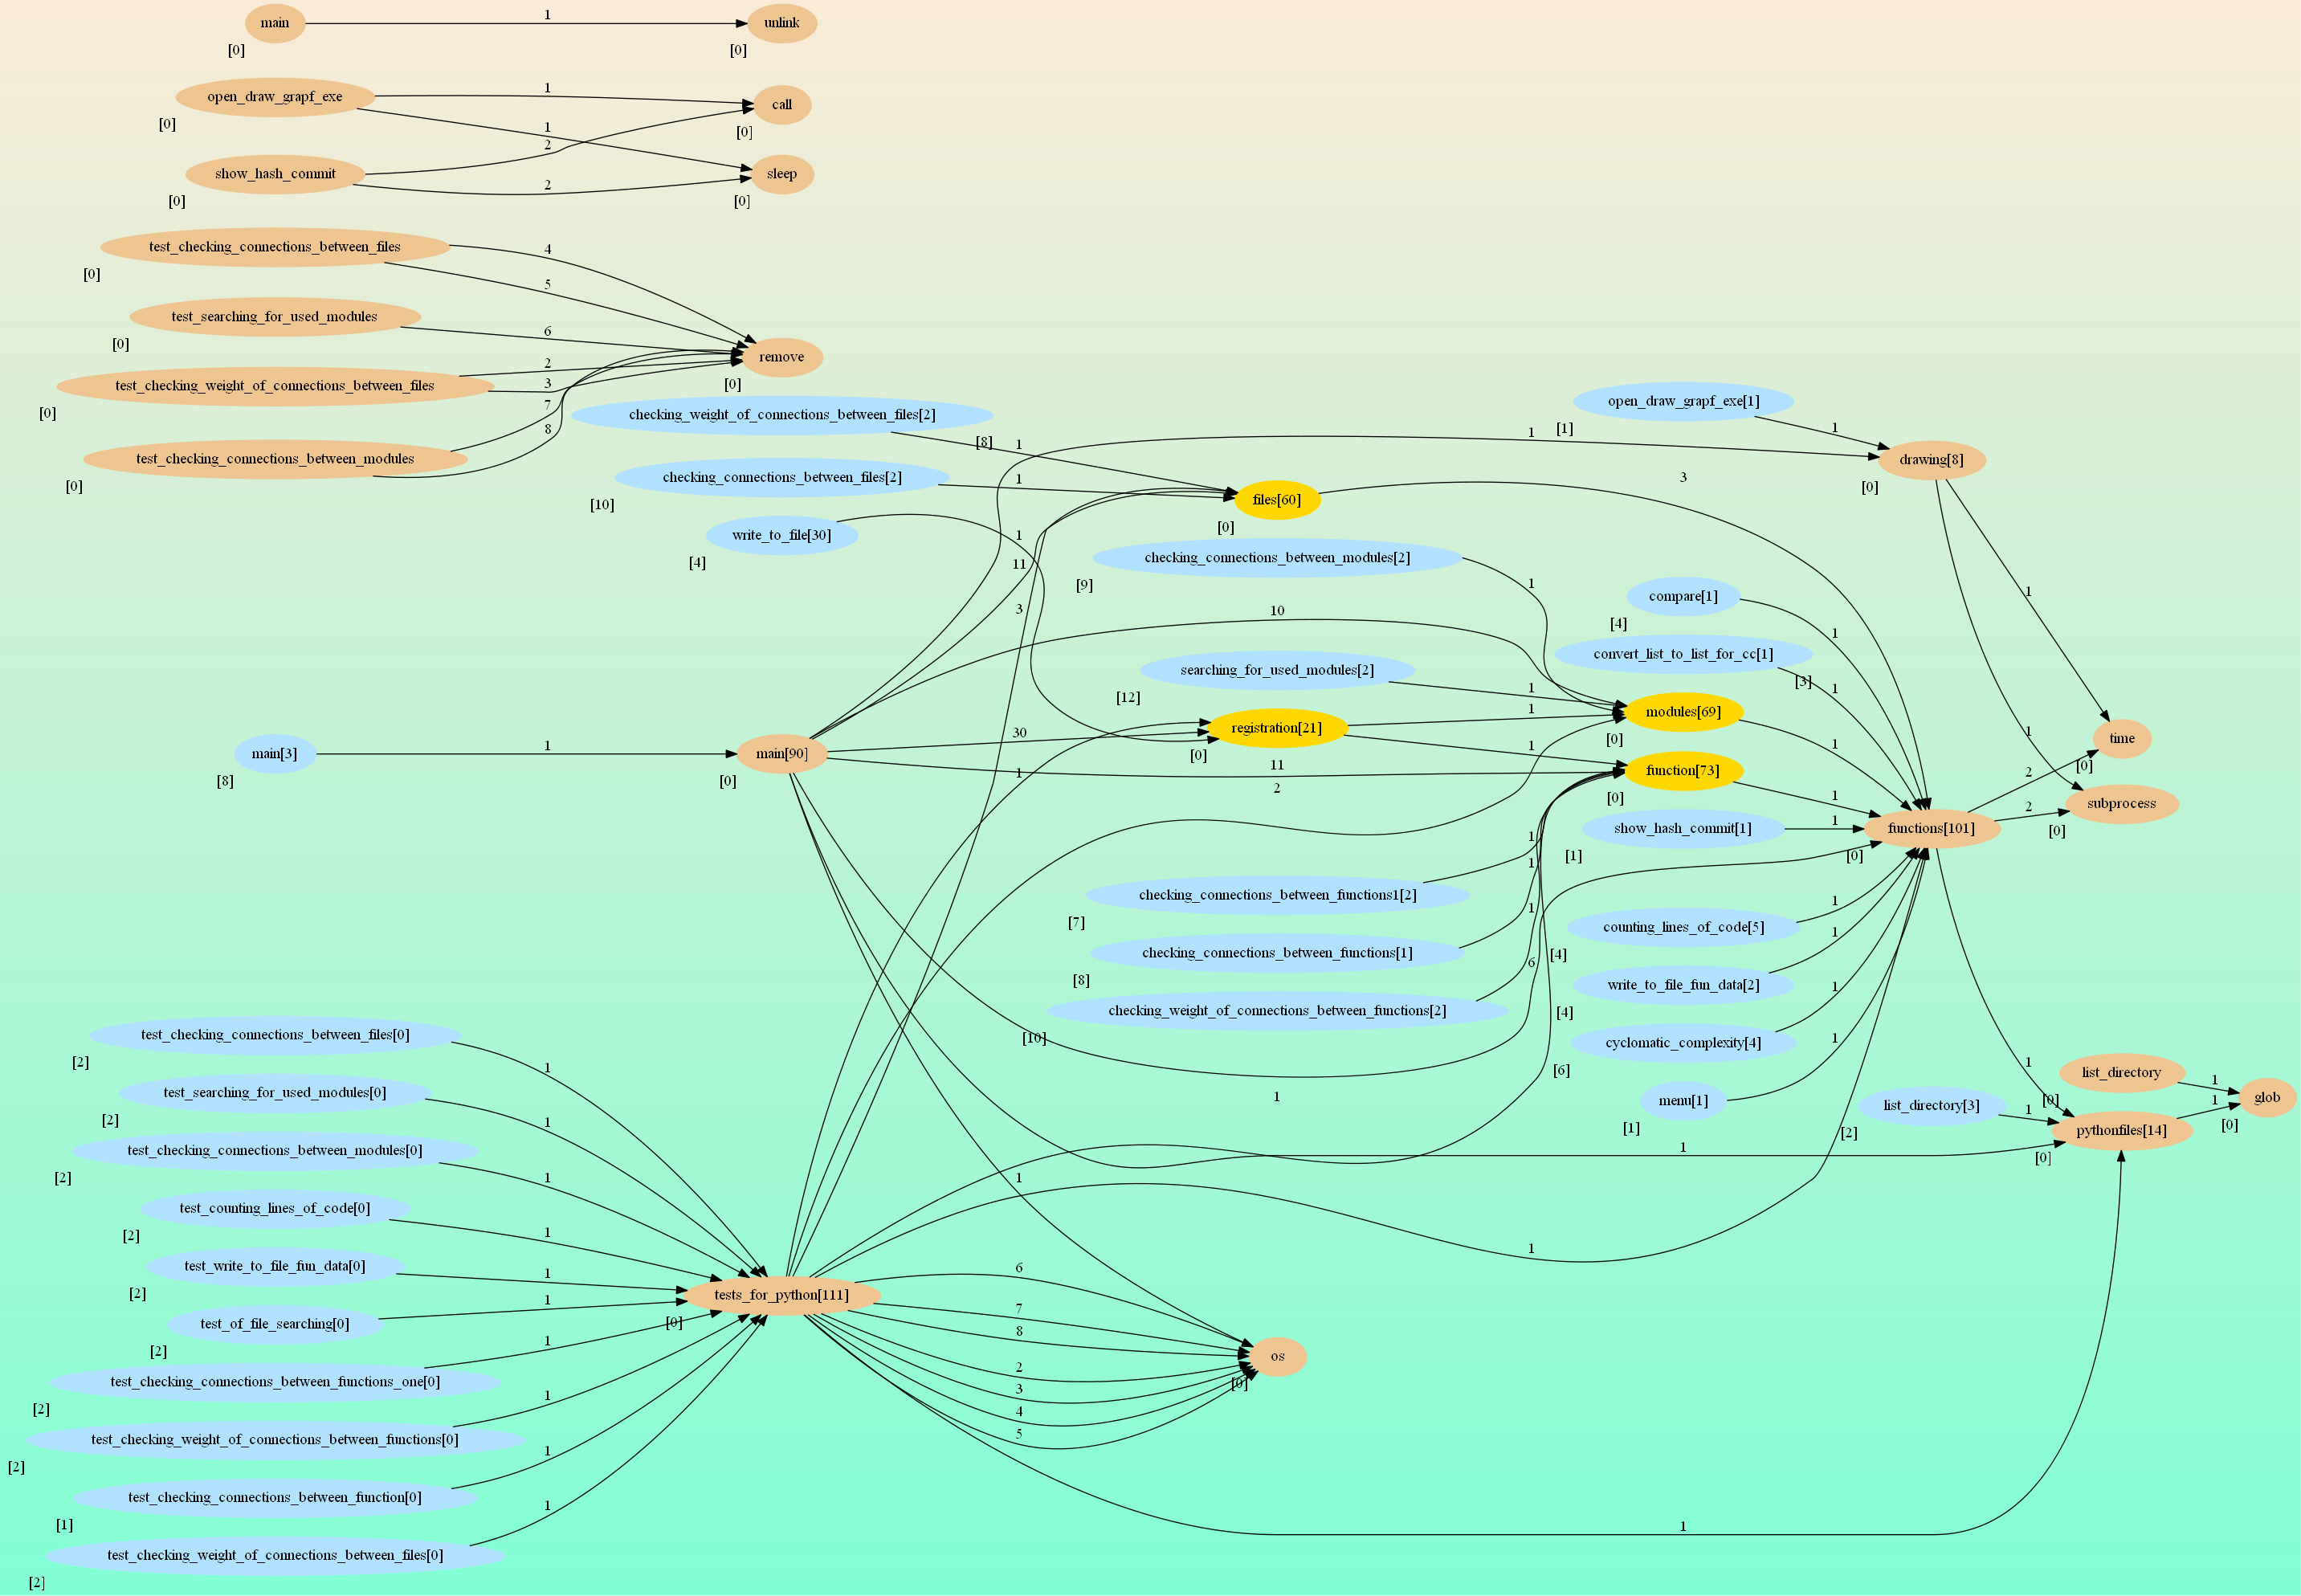 main
1
unlink
[0]
[0]
open_draw_grapf_exe
1
call
[0]
[0]
1
2
show_hash_commit
sleep
2
[0]
[0]
test_checking_connections_between_files
4
[0]
5
test_searching_for_used_modules
6
[0]
remove
[0]
2
test_checking_weight_of_connections_between_files
3
[0]
7
8
test_checking_connections_between_modules
[0]
checking_weight_of_connections_between_files[2]
[8]
1
1
open_draw_grapf_exe[1]
[1]
1
drawing[8]
[0]
checking_connections_between_files[2]
[10]
1
files[60]
[0]
3
write_to_file[30]
[4]
1
11
3
checking_connections_between_modules[2]
[9]
1
compare[1]
[4]
1
1
10
convert_list_to_list_for_cc[1]
[3]
1
searching_for_used_modules[2]
[12]
1
modules[69]
[0]
1
registration[21]
[0]
1
30
1
time
[0]
1
main[3]
[8]
1
main[90]
[0]
1
11
2
function[73]
[0]
1
2
subprocess
[0]
2
functions[101]
[0]
show_hash_commit[1]
[1]
1
checking_connections_between_functions1[2]
[7]
1
1
counting_lines_of_code[5]
[4]
1
checking_connections_between_functions[1]
[8]
1
6
write_to_file_fun_data[2]
[4]
1
checking_weight_of_connections_between_functions[2]
[10]
cyclomatic_complexity[4]
[6]
1
menu[1]
[1]
1
1
1
list_directory
[0]
1
glob
[0]
list_directory[3]
[2]
1
1
pythonfiles[14]
[0]
1
test_checking_connections_between_files[0]
[2]
1
test_searching_for_used_modules[0]
[2]
1
test_checking_connections_between_modules[0]
[2]
1
1
test_counting_lines_of_code[0]
[2]
1
1
test_write_to_file_fun_data[0]
[2]
1
tests_for_python[111]
[0]
6
7
8
test_of_file_searching[0]
[2]
1
os
[0]
2
3
4
5
test_checking_connections_between_functions_one[0]
[2]
1
test_checking_weight_of_connections_between_functions[0]
[2]
1
test_checking_connections_between_function[0]
[1]
1
test_checking_weight_of_connections_between_files[0]
[2]
1
1